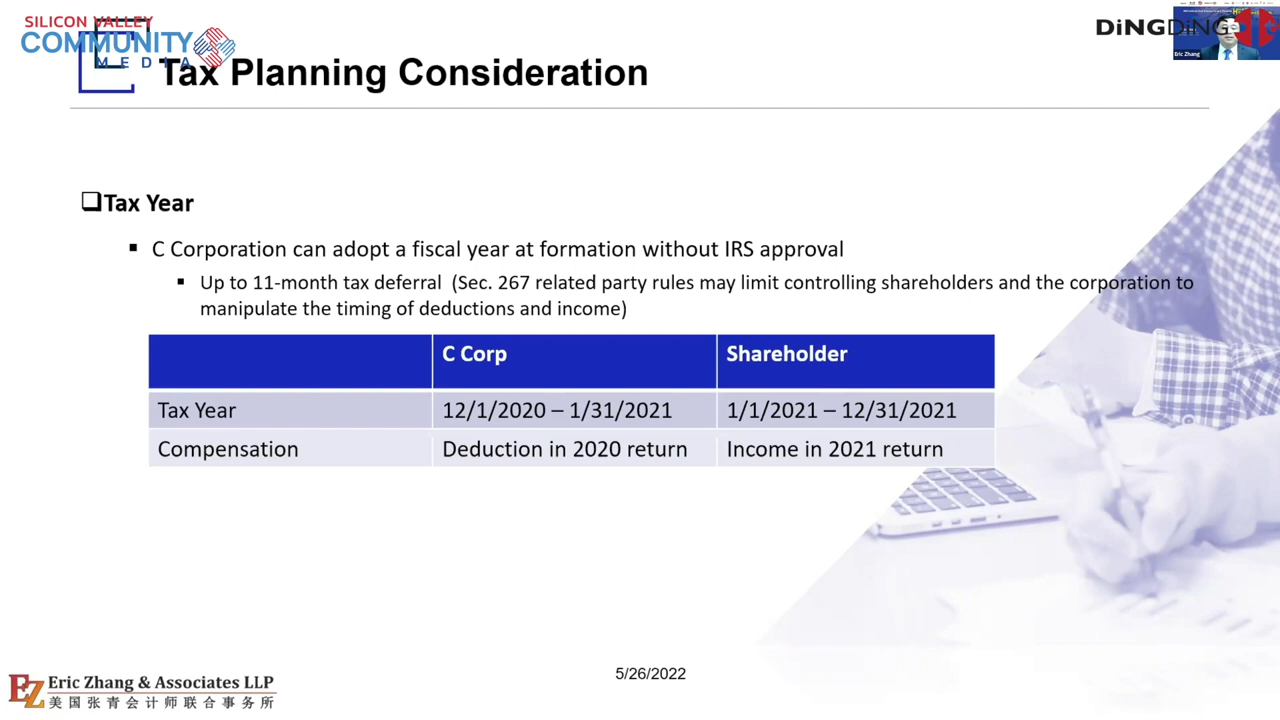 SILICON VALLEY
COMMUNITY
MEDIA
DiNGDiNG
Eric Zhang
Tax Planning Consideration
Tax Year
C Corporation can adopt a fiscal year at formation without IRS approval
Up to 11-month tax deferral (Sec. 267 related party rules may limit controlling shareholders and the corporation to
manipulate the timing of deductions and income)
C Corp Shareholder
Tax Year 12/1/2020 – 1/31/2021 1/1/2021 – 12/31/2021
Compensation Deduction in 2020 return Income in 2021 return
5/26/2022
EZ Eric Zhang & Associates LLP
美国张青会计师联合事务所